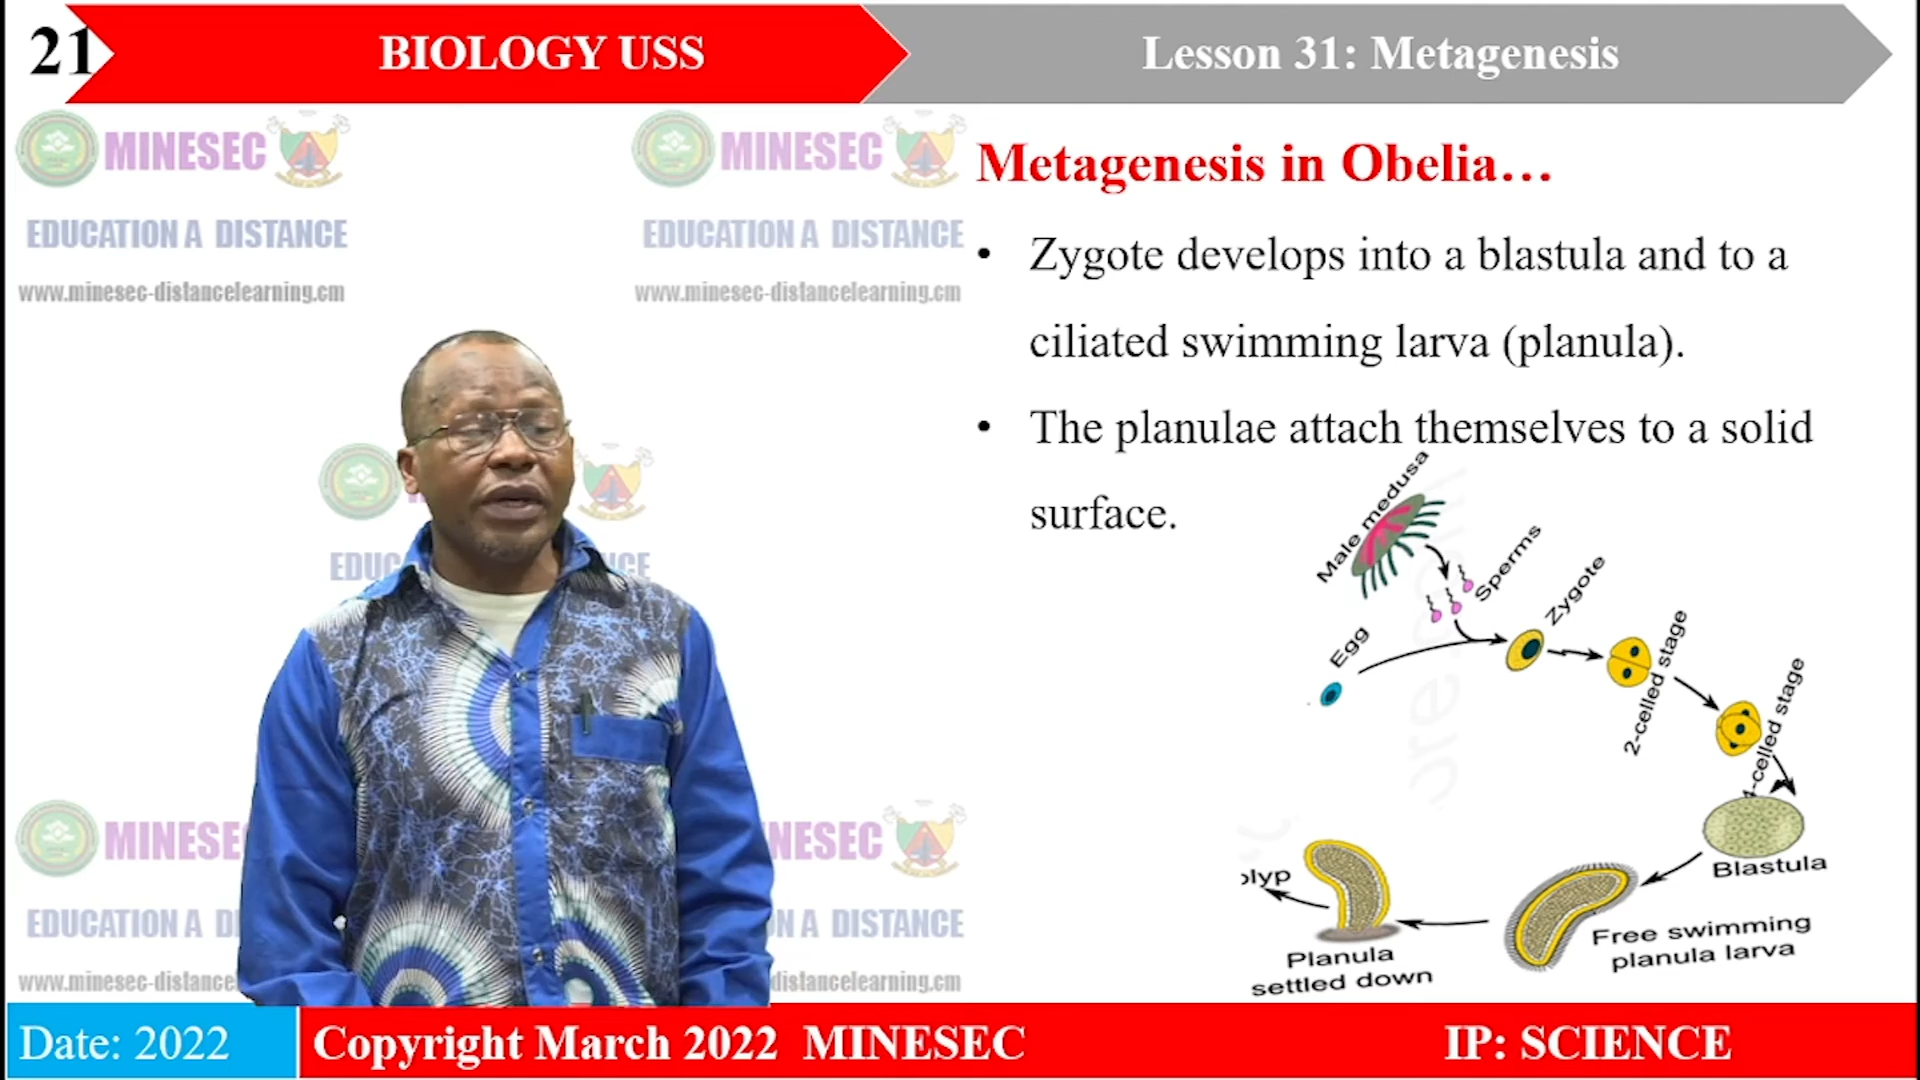 21
BIOLOGY USS
Lesson 31: Metagenesis
MINESEC
MINESEC
EDUCATION A DISTANCE
EDUCATION A DISTANCE
www.minesec-distancelearning.cm
www.minesec-distancelearning.cm
Metagenesis in Obelia…
• Zygote develops into a blastula and to a
ciliated swimming larva (planula).
• The planulae attach themselves to a solid
surface.
Male medusa
Sperms
Zygote
Egg
2-celled stage
-celled stage
Blastula
Free swimming
planula larva
Planula
settled down
olyp
MINESEC
NESEC
EDUCATION A DI
N A DISTANCE
www.minesec-distance
distancelearning.cm
Date: 2022
Copyright March 2022 MINESEC
IP: SCIENCE